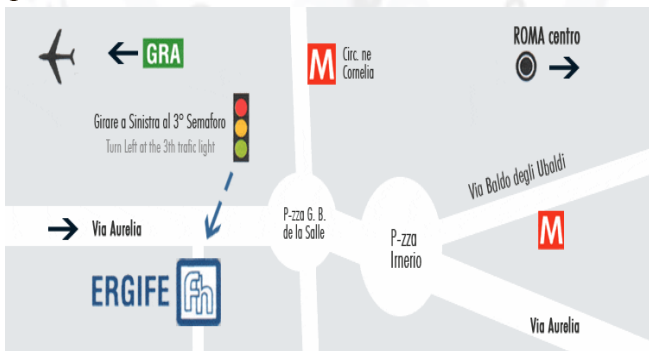 GRA
M
Circ. ne
Cornelia
ROMA centro
Girare a Sinistra al 3° Semaforo
Turn Left at the 3th trafic light
Via Baldo degli Ubaldi
P-zza G. B.
de la Salle
Via Aurelia
P-zza
Irnerio
M
ERGIFE fh
Via Aurelia